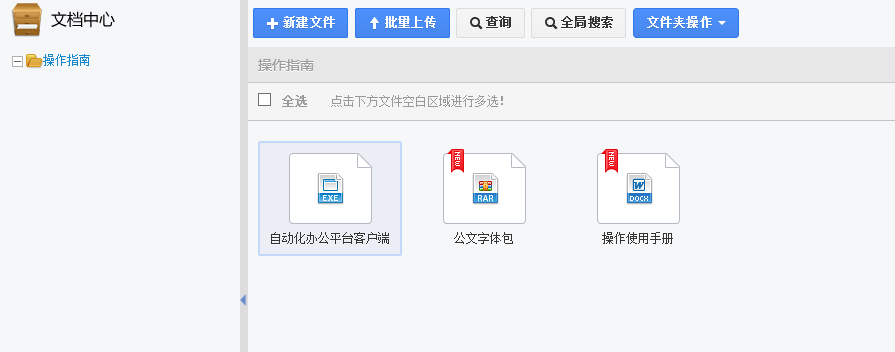 文档中心
操作指南
新建文件 批量上传 查询 全局搜索 文件夹操作
操作指南
全选 点击下方文件空白区域进行多选!
NEW NEW
EXE RAR DOCX
自动化办公平台客户端 公文字体包 操作使用手册